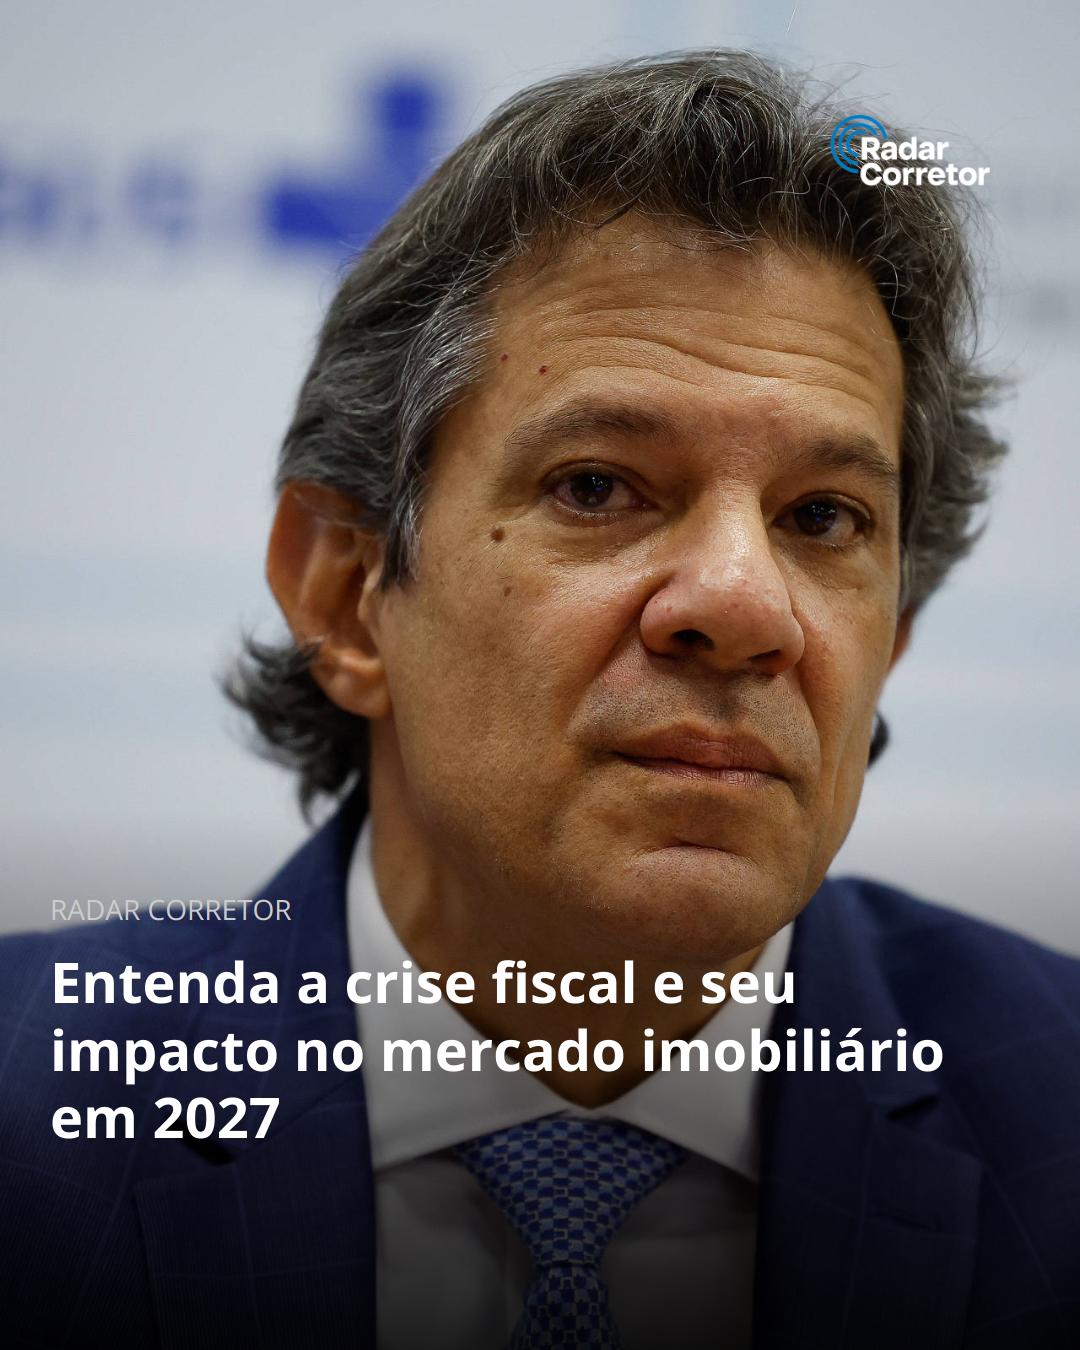 Radar
Corretor
RADAR CORRETOR
Entenda a crise fiscal e seu
impacto no mercado imobiliário
em 2027